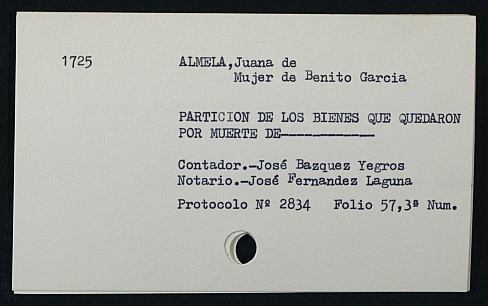 1725
ALMELA,Juana de
Mujer de Benito Garcia
PARTICION DE LOS BIENES QUE QUEDARON
POR MUERTE DE------------
Contador.-José Bazquez Yegros
Notario.-José Fernandez Laguna
Protocolo Nº 2834 Folio 57,3ª Num.